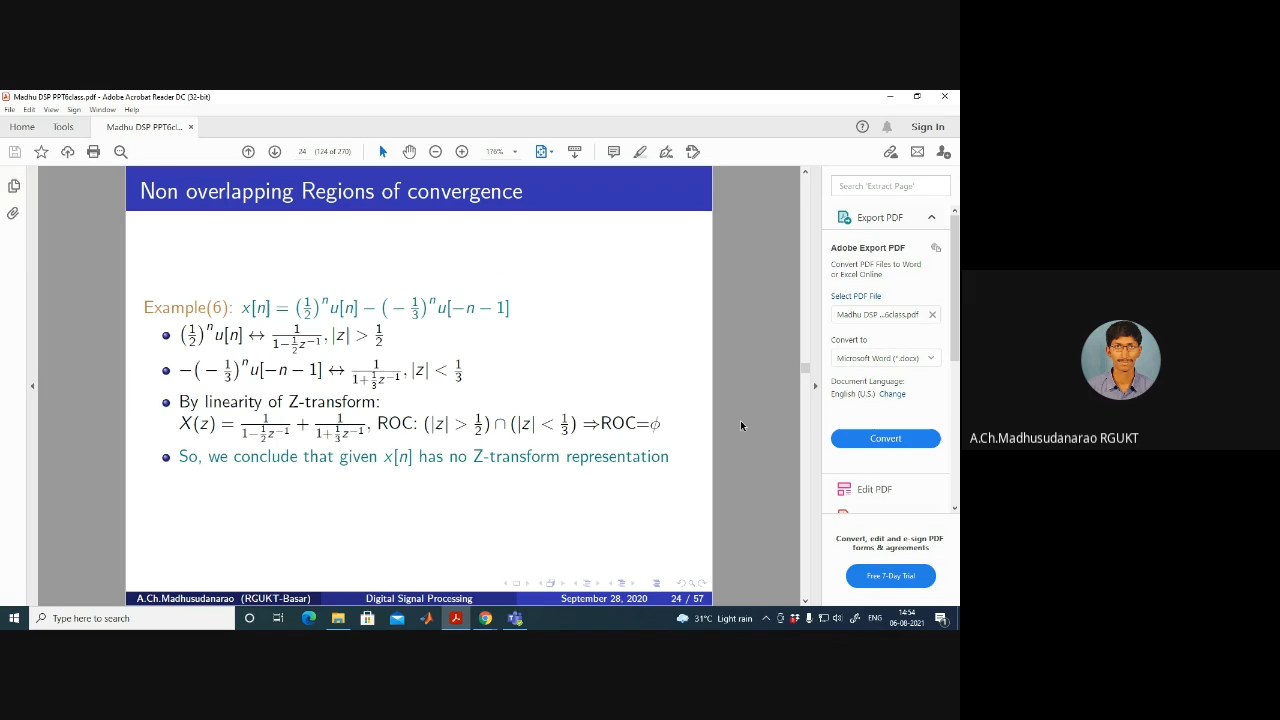 Madhu DSP PPT6class.pdf - Adobe Acrobat Reader DC (32-bit)
File Edit View Sign Window Help
Home Tools Madhu DSP PPT6cl... × Sign In
24 (124 of 270) 176%
Non overlapping Regions of convergence
Example(6): x[n] = (1/2)^n u[n] − (− 1/3)^n u[−n − 1]
(1/2)^n u[n] ↔ 1/(1−1/2 z^−1), |z| > 1/2
−(− 1/3)^n u[−n − 1] ↔ 1/(1+1/3 z^−1), |z| < 1/3
By linearity of Z-transform:
X(z) = 1/(1−1/2 z^−1) + 1/(1+1/3 z^−1), ROC: (|z| > 1/2) ∩ (|z| < 1/3) ⇒ROC=ϕ
So, we conclude that given x[n] has no Z-transform representation
A.Ch.Madhusudanarao (RGUKT-Basar) Digital Signal Processing September 28, 2020 24 / 57
Search 'Extract Page'
Export PDF
Adobe Export PDF
Convert PDF Files to Word
or Excel Online
Select PDF File
Madhu DSP ...6class.pdf ×
Convert to
Microsoft Word (*.docx)
Document Language:
English (U.S.) Change
Convert
Edit PDF
Convert, edit and e-sign PDF
forms & agreements
Free 7-Day Trial
A.Ch.Madhusudanarao RGUKT
Type here to search
31°C Light rain ENG 14:54
06-08-2021